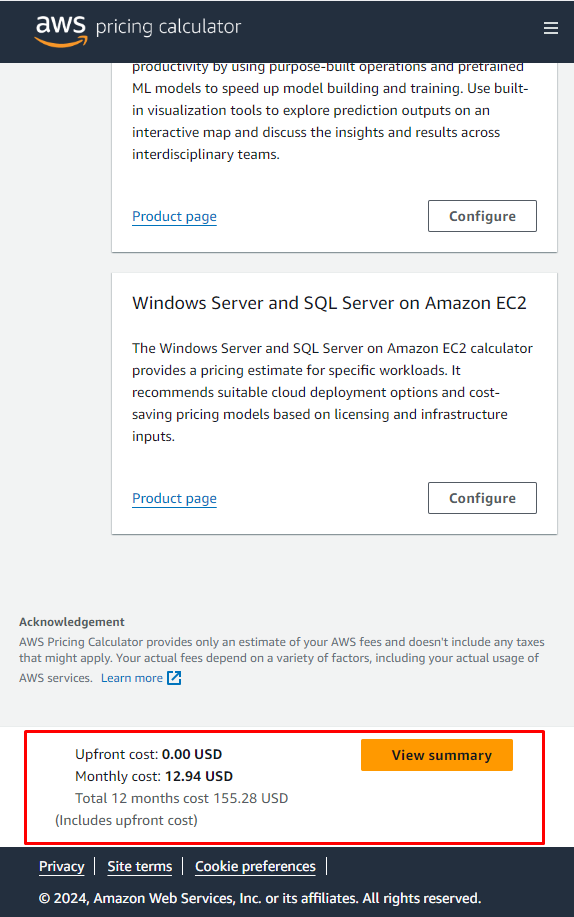 aws pricing calculator
productivity by using purpose-built operations and pretrained
ML models to speed up model building and training. Use built-
in visualization tools to explore prediction outputs on an
interactive map and discuss the insights and results across
interdisciplinary teams.
Product page
Configure
Windows Server and SQL Server on Amazon EC2
The Windows Server and SQL Server on Amazon EC2 calculator
provides a pricing estimate for specific workloads. It
recommends suitable cloud deployment options and cost-
saving pricing models based on licensing and infrastructure
inputs.
Product page
Configure
Acknowledgement
AWS Pricing Calculator provides only an estimate of your AWS fees and doesn't include any taxes
that might apply. Your actual fees depend on a variety of factors, including your actual usage of
AWS services. Learn more
Upfront cost: 0.00 USD
View summary
Monthly cost: 12.94 USD
Total 12 months cost 155.28 USD
(Includes upfront cost)
Privacy | Site terms | Cookie preferences |
© 2024, Amazon Web Services, Inc. or its affiliates. All rights reserved.